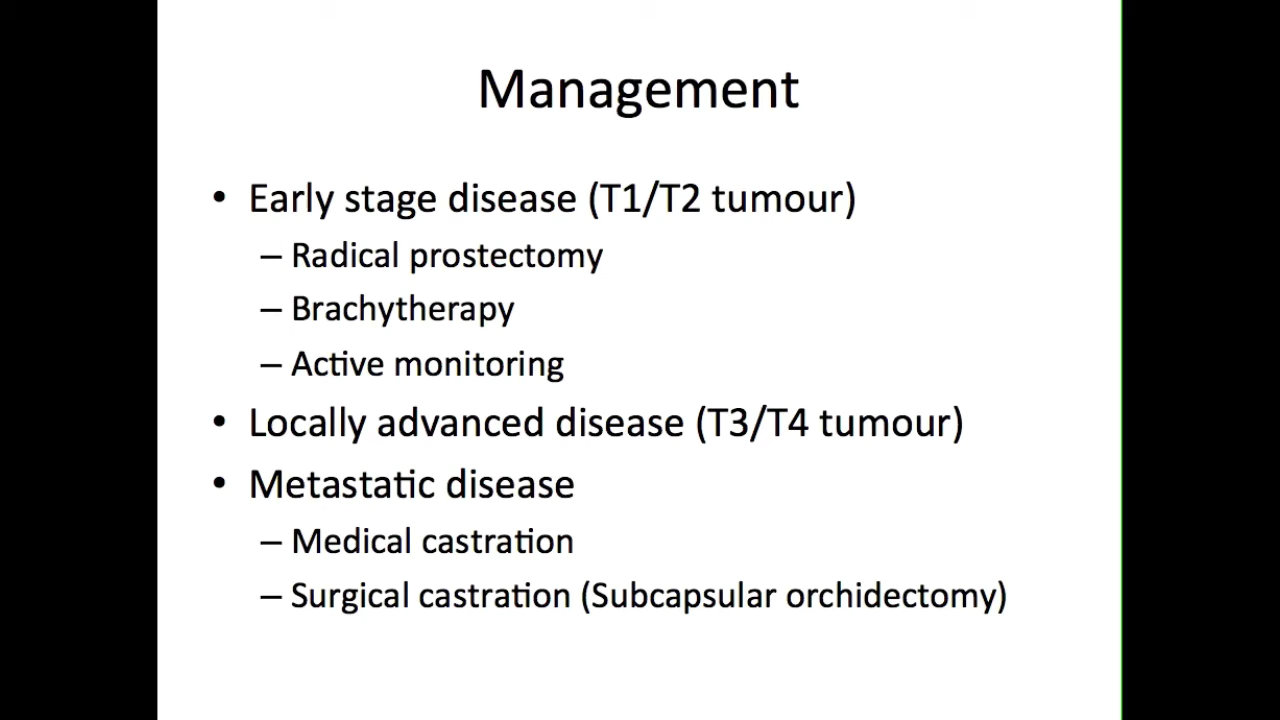 Management
• Early stage disease (T1/T2 tumour)
– Radical prostectomy
– Brachytherapy
– Active monitoring
• Locally advanced disease (T3/T4 tumour)
• Metastatic disease
– Medical castration
– Surgical castration (Subcapsular orchidectomy)